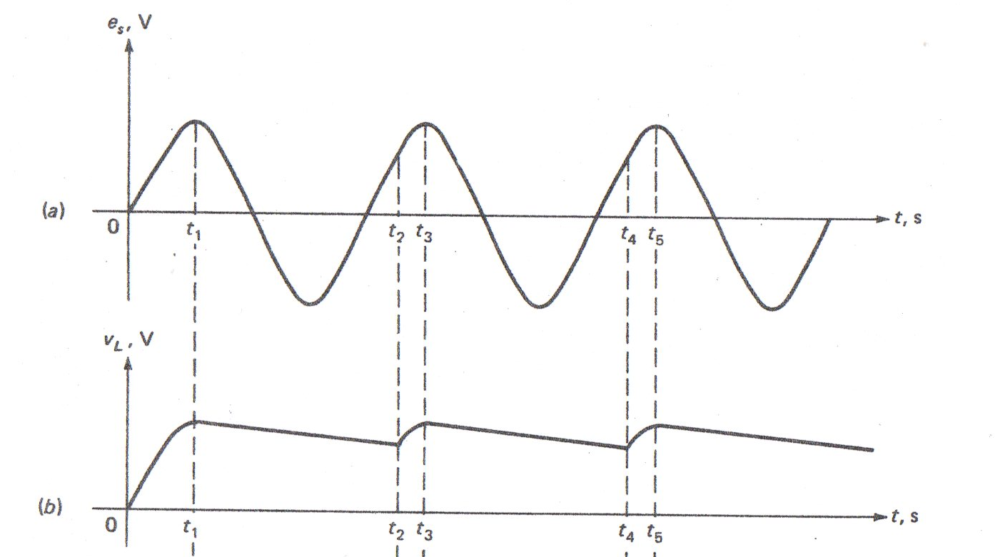 e_s, V
(a)
0
t_1 t_2 t_3 t_4 t_5
t, s
v_L, V
(b)
0
t_1 t_2 t_3 t_4 t_5
t, s